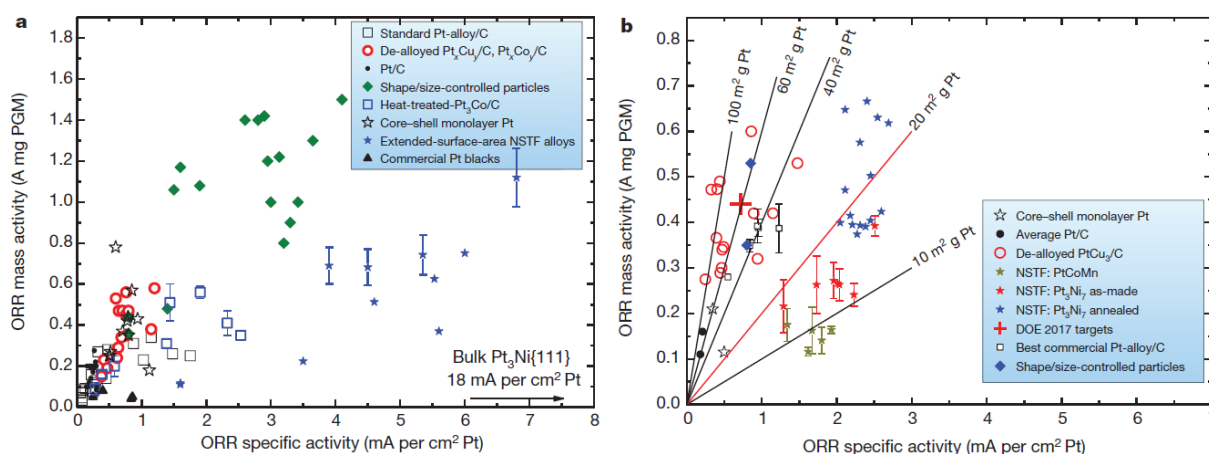 a
ORR mass activity (A mg PGM)
2.0
1.8
1.6
1.4
1.2
1.0
0.8
0.6
0.4
0.2
0.0
Standard Pt-alloy/C
De-alloyed PtxCuy/C, PtxCoy/C
Pt/C
Shape/size-controlled particles
Heat-treated-Pt3Co/C
Core–shell monolayer Pt
Extended-surface-area NSTF alloys
Commercial Pt blacks
Bulk Pt3Ni{111}
18 mA per cm2 Pt
0 1 2 3 4 5 6 7 8
ORR specific activity (mA per cm2 Pt)
b
ORR mass activity (A mg PGM)
0.8
0.7
0.6
0.5
0.4
0.3
0.2
0.1
0.0
100 m2 g Pt
60 m2 g Pt
40 m2 g Pt
20 m2 g Pt
10 m2 g Pt
Core–shell monolayer Pt
Average Pt/C
De-alloyed PtCu3/C
NSTF: PtCoMn
NSTF: Pt3Ni7 as-made
NSTF: Pt3Ni7 annealed
DOE 2017 targets
Best commercial Pt-alloy/C
Shape/size-controlled particles
0 1 2 3 4 5 6
ORR specific activity (mA per cm2 Pt)